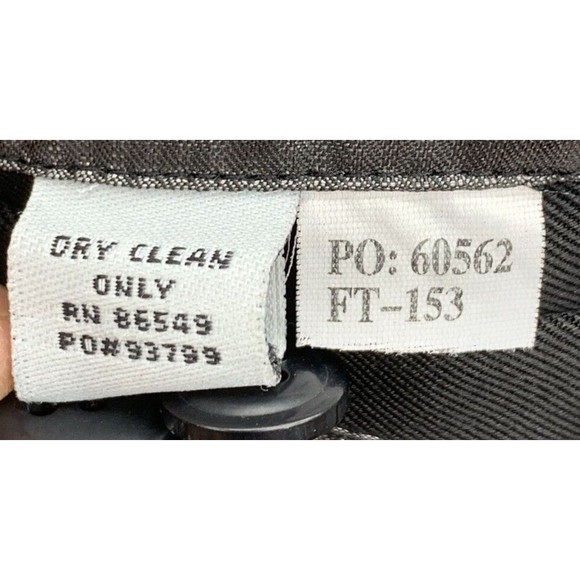 DRY CLEAN
ONLY
RN 86549
PO#93799
PO: 60562
FT-153